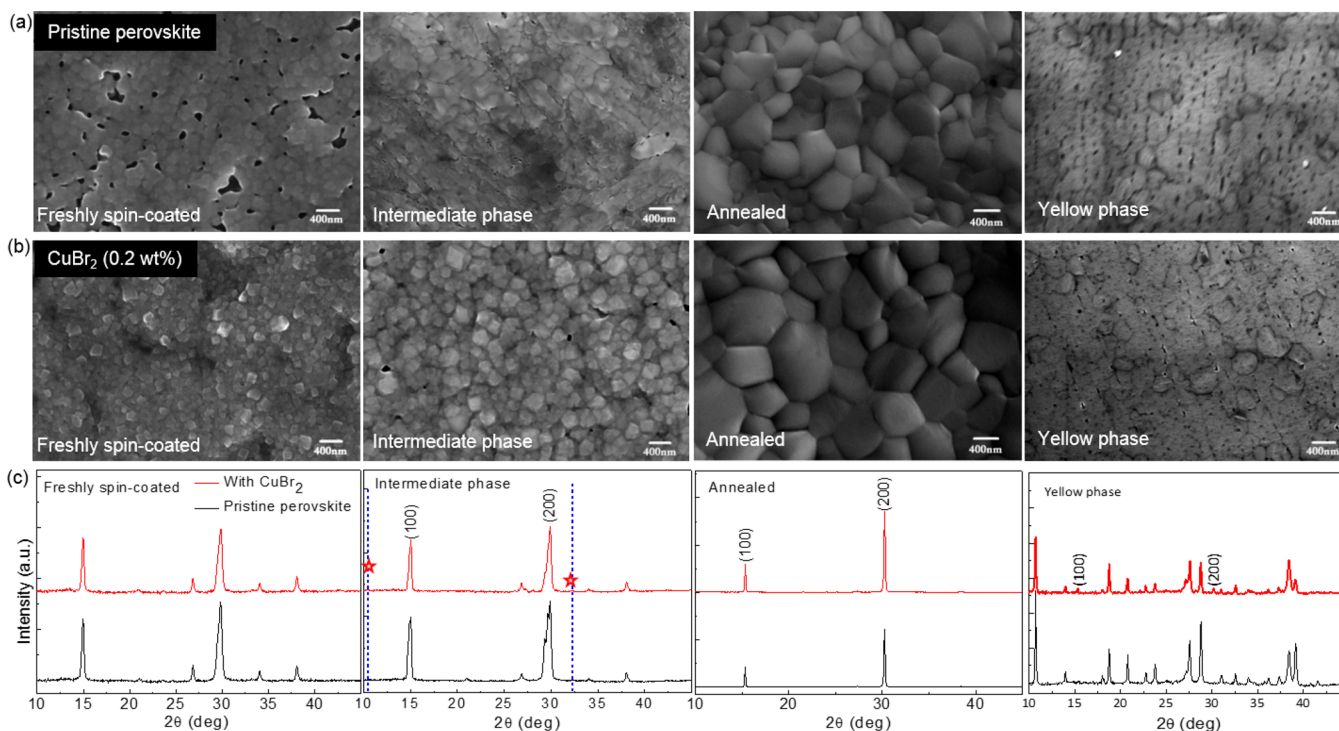 (a) Pristine perovskite
Freshly spin-coated 400nm
Intermediate phase 400nm
Annealed 400nm
Yellow phase 400nm
(b) CuBr2 (0.2 wt%)
Freshly spin-coated 400nm
Intermediate phase 400nm
Annealed 400nm
Yellow phase 400nm
(c)
Intensity (a.u.)
Freshly spin-coated
With CuBr2
Pristine perovskite
10 15 20 25 30 35 40
2θ (deg)
Intermediate phase
(100)
(200)
10 15 20 25 30 35 40
2θ (deg)
Annealed
(100)
(200)
10 20 30 40
2θ (deg)
Yellow phase
(100)
(200)
10 15 20 25 30 35 40
2θ (deg)